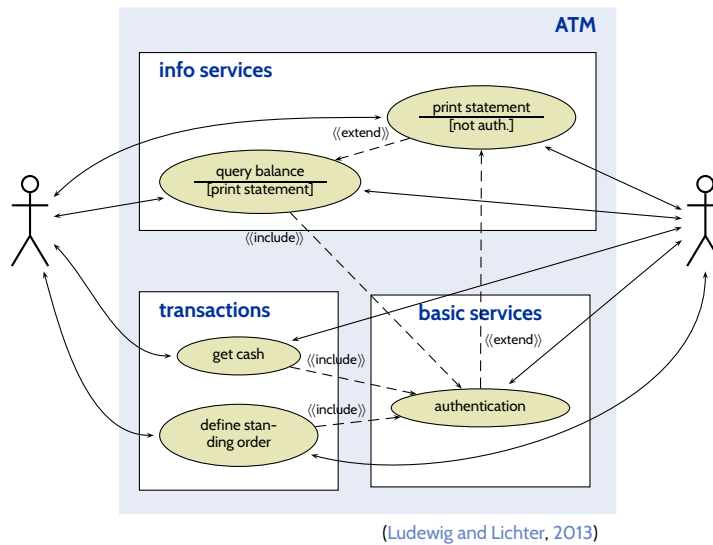 ATM
info services
print statement
[not auth.]
⟨⟨extend⟩⟩
query balance
[print statement]
⟨⟨include⟩⟩
transactions
basic services
⟨⟨extend⟩⟩
get cash
⟨⟨include⟩⟩
authentication
⟨⟨include⟩⟩
define stan-
ding order
(Ludewig and Lichter, 2013)